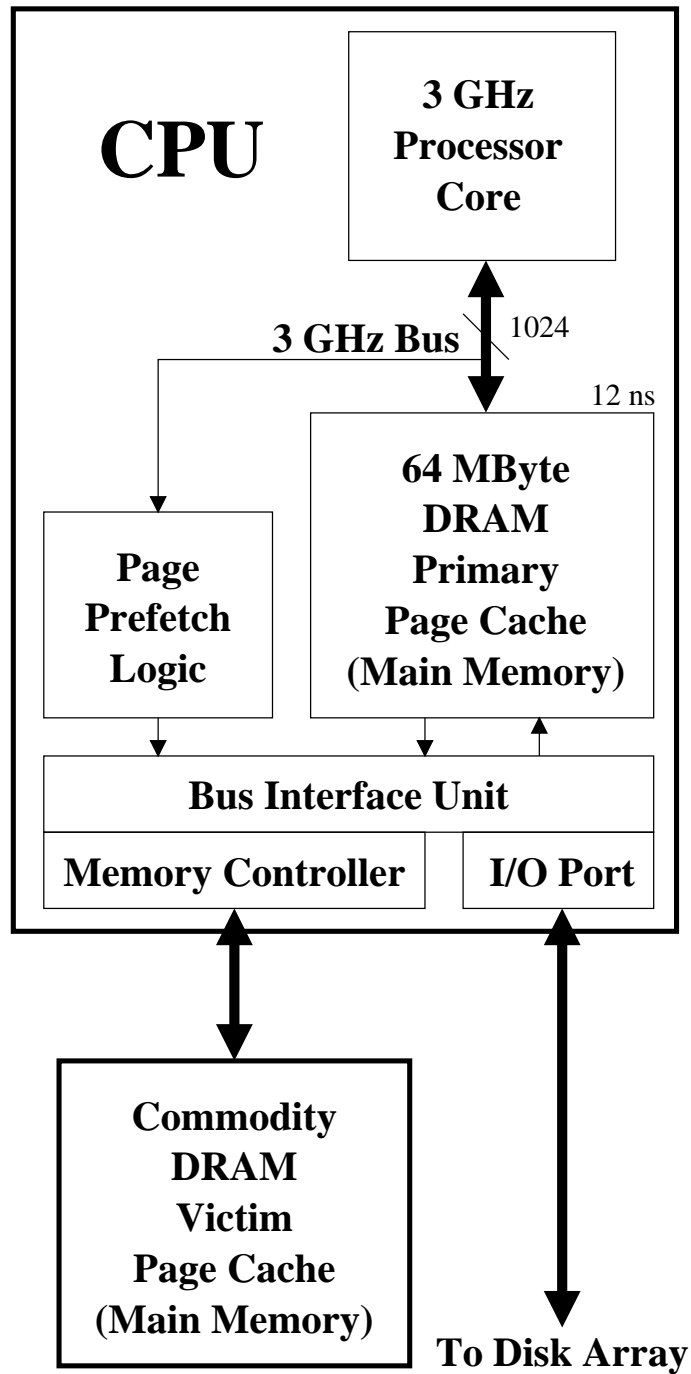 CPU
3 GHz
Processor
Core
3 GHz Bus
1024
12 ns
64 MByte
DRAM
Primary
Page Cache
(Main Memory)
Page
Prefetch
Logic
Bus Interface Unit
Memory Controller
I/O Port
Commodity
DRAM
Victim
Page Cache
(Main Memory)
To Disk Array